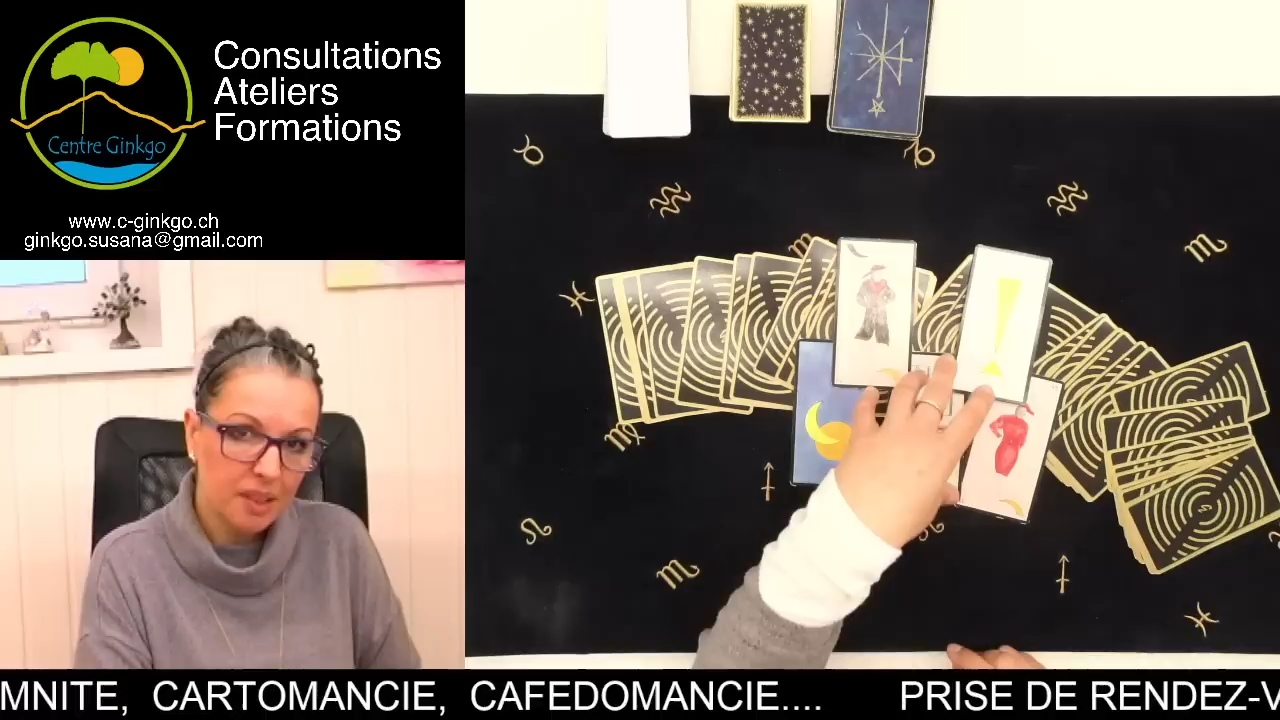 Consultations
Ateliers
Formations
Centre Ginkgo
www.c-ginkgo.ch
ginkgo.susana@gmail.com
MNITE, CARTOMANCIE, CAFEDOMANCIE.... PRISE DE RENDEZ-V